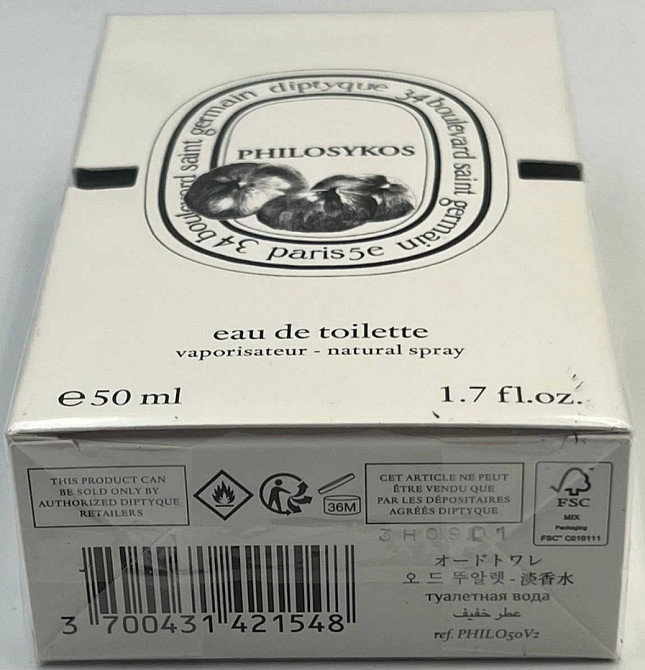 diptyque 34 boulevard saint germain paris5e 34 boulevard saint germain
PHILOSYKOS
eau de toilette
vaporisateur - natural spray
℮50 ml
1.7 fl.oz.
THIS PRODUCT CAN
BE SOLD ONLY BY
AUTHORIZED DIPTYQUE
RETAILERS
36M
CET ARTICLE NE PEUT
ÊTRE VENDU QUE
PAR LES DÉPOSITAIRES
AGRÉÉS DIPTYQUE
FSC
MIX
Packaging
FSC™ C010111
3H0901
オードトワレ
오 드 뚜알렛 - 淡香水
туалетная вода
عطر خفيف
ref. PHILO50V2
3 700431 421548